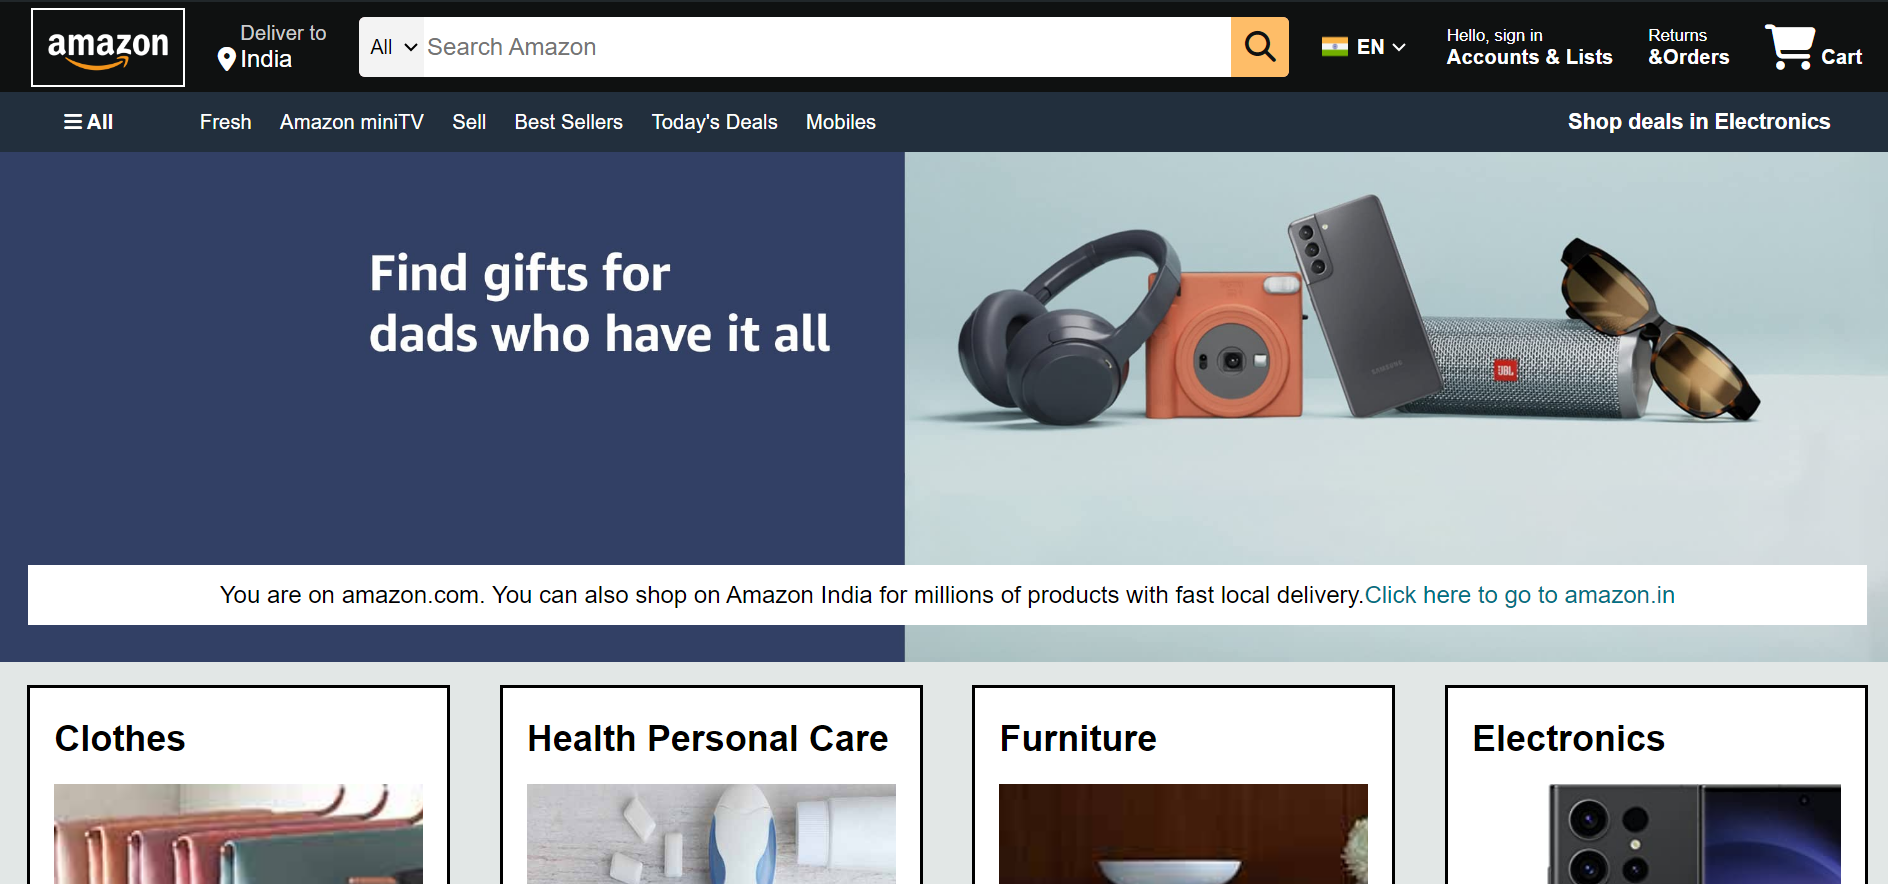 amazon
Deliver to
India
All
Search Amazon
EN
Hello, sign in
Accounts & Lists
Returns
&Orders
Cart
All
Fresh
Amazon miniTV
Sell
Best Sellers
Today's Deals
Mobiles
Shop deals in Electronics
Find gifts for
dads who have it all
SAMSUNG
JBL
You are on amazon.com. You can also shop on Amazon India for millions of products with fast local delivery.Click here to go to amazon.in
Clothes
Health Personal Care
Furniture
Electronics